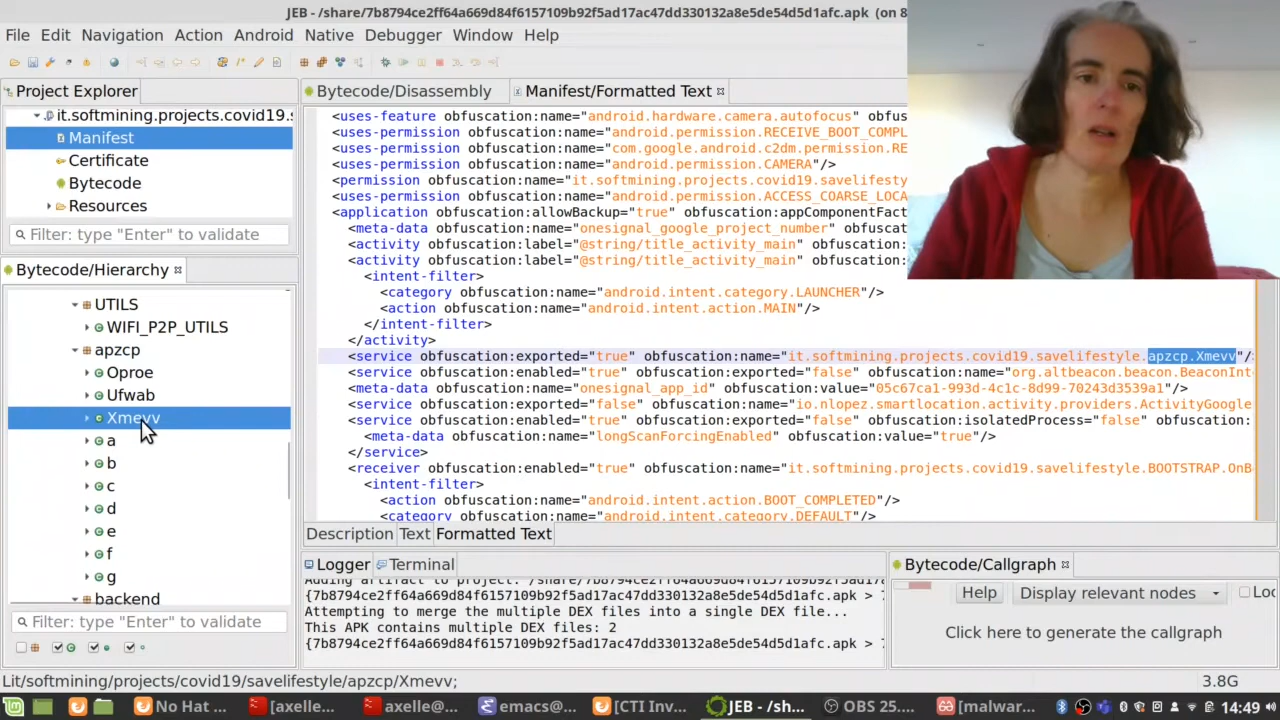 JEB - /share/7b8794ce2ff64a669d84f6157109b92f5ad17ac47dd330132a8e5de54d5d1afc.apk (on 8
File Edit Navigation Action Android Native Debugger Window Help
Project Explorer
it.softmining.projects.covid19.s
Manifest
Certificate
Bytecode
Resources
Filter: type "Enter" to validate
Bytecode/Hierarchy
UTILS
WIFI_P2P_UTILS
apzcp
Oproe
Ufwab
Xmevv
a
b
c
d
e
f
g
backend
Filter: type "Enter" to validate
Bytecode/Disassembly Manifest/Formatted Text
<uses-feature obfuscation:name="android.hardware.camera.autofocus" obfus
<uses-permission obfuscation:name="android.permission.RECEIVE_BOOT_COMPL
<uses-permission obfuscation:name="com.google.android.c2dm.permission.RE
<uses-permission obfuscation:name="android.permission.CAMERA"/>
<permission obfuscation:name="it.softmining.projects.covid19.savelifesty
<uses-permission obfuscation:name="android.permission.ACCESS_COARSE_LOCA
<application obfuscation:allowBackup="true" obfuscation:appComponentFact
<meta-data obfuscation:name="onesignal_google_project_number" obfuscatio
<activity obfuscation:label="@string/title_activity_main" obfuscation:na
<activity obfuscation:label="@string/title_activity_main" obfuscation:na
<intent-filter>
<category obfuscation:name="android.intent.category.LAUNCHER"/>
<action obfuscation:name="android.intent.action.MAIN"/>
</intent-filter>
</activity>
<service obfuscation:exported="true" obfuscation:name="it.softmining.projects.covid19.savelifestyle.apzcp.Xmevv"/>
<service obfuscation:enabled="true" obfuscation:exported="false" obfuscation:name="org.altbeacon.beacon.BeaconInt
<meta-data obfuscation:name="onesignal_app_id" obfuscation:value="05c67ca1-993d-4c1c-8d99-70243d3539a1"/>
<service obfuscation:exported="false" obfuscation:name="io.nlopez.smartlocation.activity.providers.ActivityGoogle
<service obfuscation:enabled="true" obfuscation:exported="false" obfuscation:isolatedProcess="false" obfuscation:
<meta-data obfuscation:name="longScanForcingEnabled" obfuscation:value="true"/>
</service>
<receiver obfuscation:enabled="true" obfuscation:name="it.softmining.projects.covid19.savelifestyle.BOOTSTRAP.OnB
<intent-filter>
<action obfuscation:name="android.intent.action.BOOT_COMPLETED"/>
<category obfuscation:name="android.intent.category.DEFAULT"/>
Description Text Formatted Text
Logger Terminal
Adding artifact to project: /share/7b8794ce2ff64a669d84f6157109b92f5ad17ac47d
{7b8794ce2ff64a669d84f6157109b92f5ad17ac47dd330132a8e5de54d5d1afc.apk > 7
Attempting to merge the multiple DEX files into a single DEX file...
This APK contains multiple DEX files: 2
{7b8794ce2ff64a669d84f6157109b92f5ad17ac47dd330132a8e5de54d5d1afc.apk > 7
Bytecode/Callgraph
Help Display relevant nodes Loc
Click here to generate the callgraph
Lit/softmining/projects/covid19/savelifestyle/apzcp/Xmevv; 3.8G
No Hat ... [axelle... axelle@... emacs@... [CTI Inv... JEB - /sh... OBS 25.... [malwar... 14:49